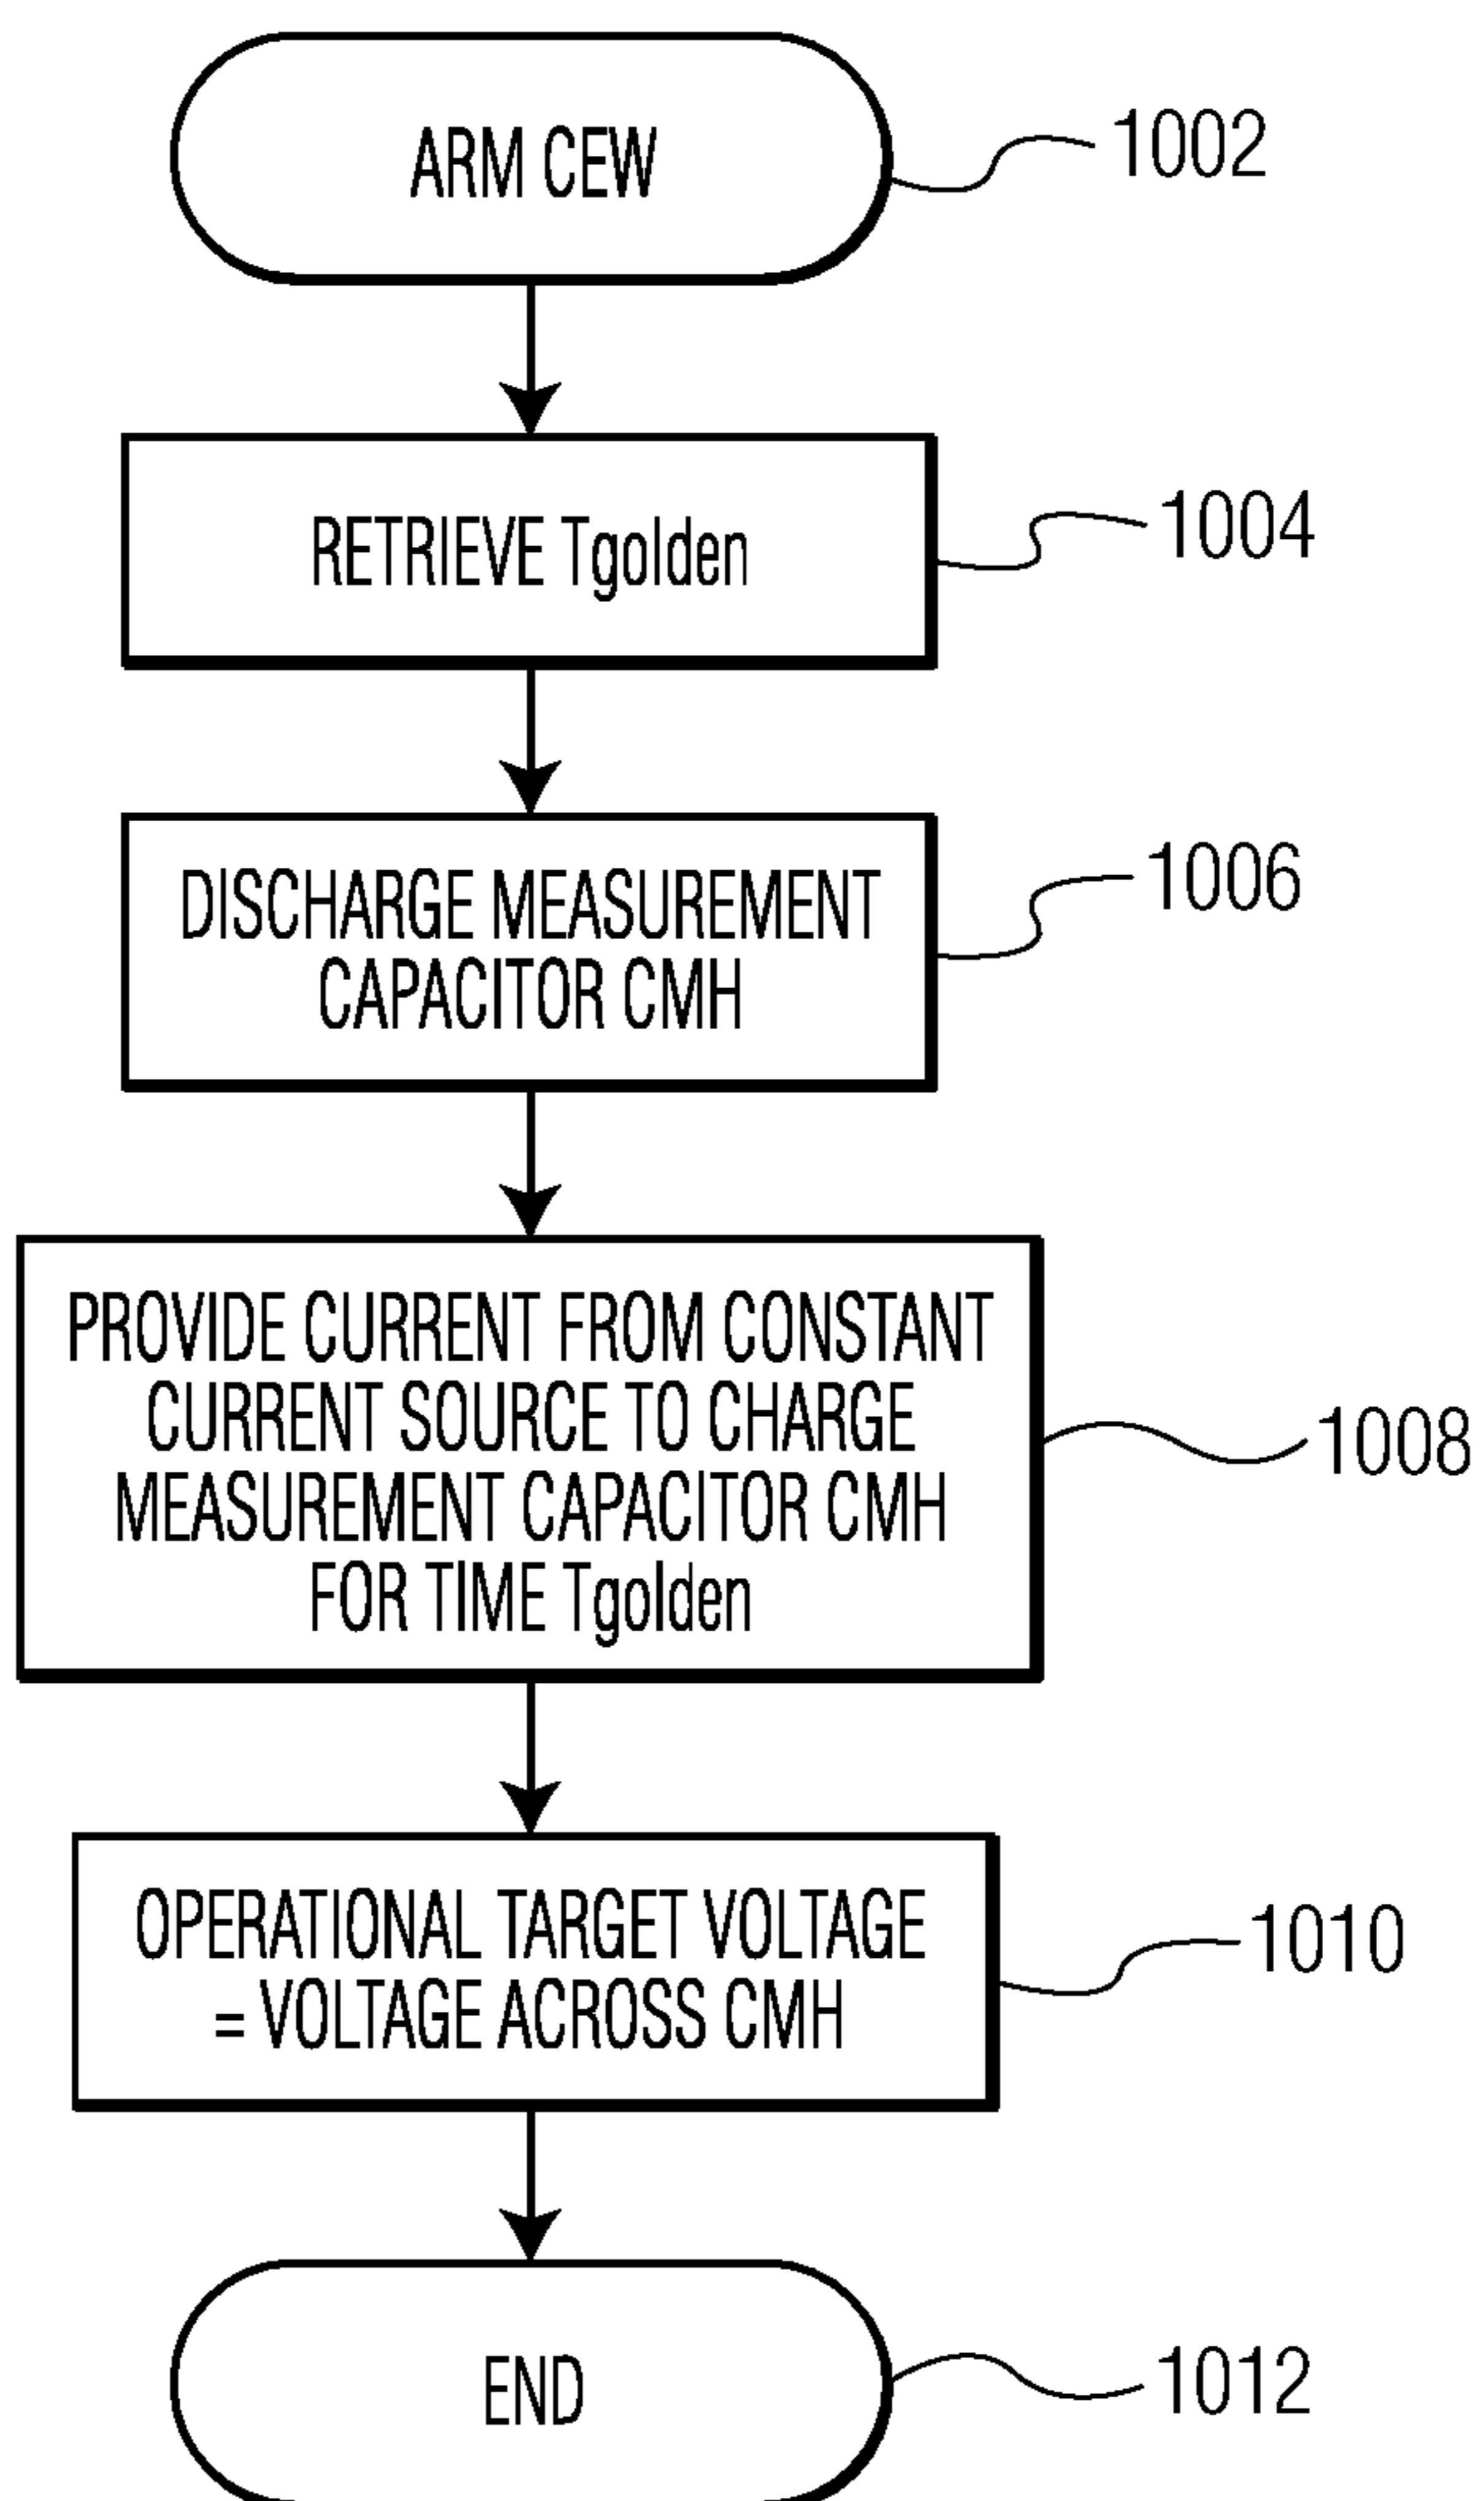 ARM CEW
1002
RETRIEVE Tgolden
1004
DISCHARGE MEASUREMENT
CAPACITOR CMH
1006
PROVIDE CURRENT FROM CONSTANT
CURRENT SOURCE TO CHARGE
MEASUREMENT CAPACITOR CMH
FOR TIME Tgolden
1008
OPERATIONAL TARGET VOLTAGE
= VOLTAGE ACROSS CMH
1010
END
1012